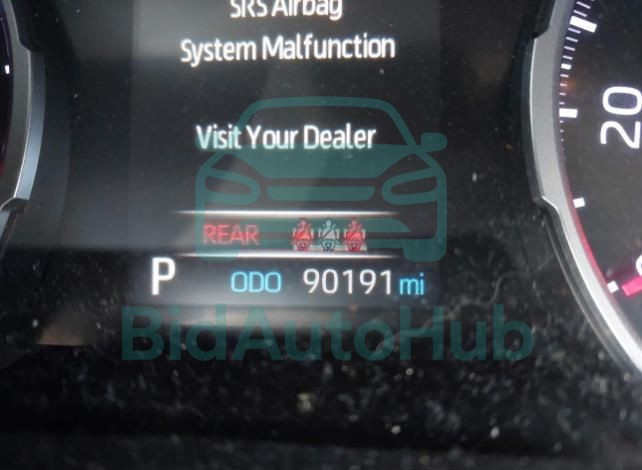 SRS Airbag
System Malfunction
Visit Your Dealer
REAR
P ODO 90191 mi
BidAutoHub
20